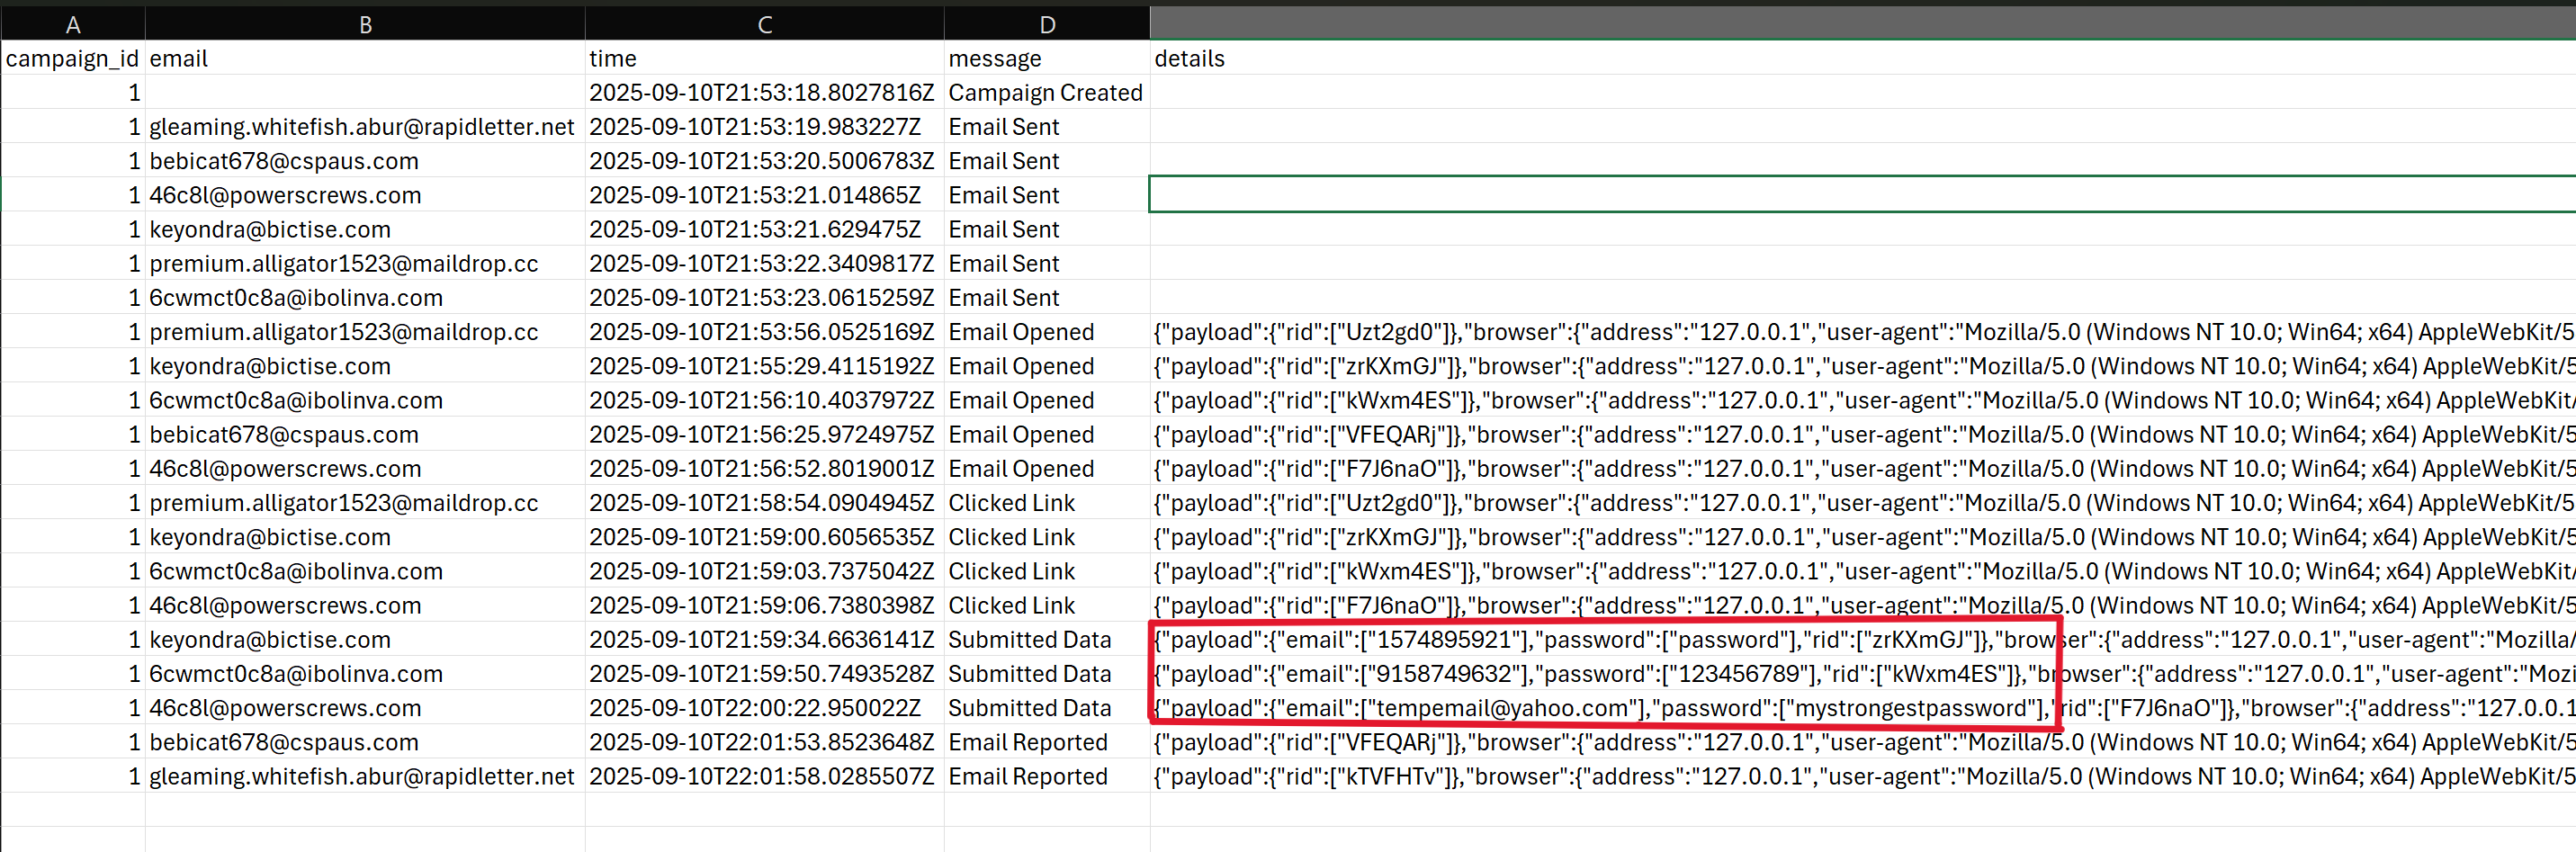 A B C D
campaign_id email time message details
1 2025-09-10T21:53:18.8027816Z Campaign Created
1 gleaming.whitefish.abur@rapidletter.net 2025-09-10T21:53:19.983227Z Email Sent
1 bebicat678@cspaus.com 2025-09-10T21:53:20.5006783Z Email Sent
1 46c8l@powerscrews.com 2025-09-10T21:53:21.014865Z Email Sent
1 keyondra@bictise.com 2025-09-10T21:53:21.629475Z Email Sent
1 premium.alligator1523@maildrop.cc 2025-09-10T21:53:22.3409817Z Email Sent
1 6cwmct0c8a@ibolinva.com 2025-09-10T21:53:23.0615259Z Email Sent
1 premium.alligator1523@maildrop.cc 2025-09-10T21:53:56.0525169Z Email Opened {"payload":{"rid":["Uzt2gd0"]},"browser":{"address":"127.0.0.1","user-agent":"Mozilla/5.0 (Windows NT 10.0; Win64; x64) AppleWebKit/5
1 keyondra@bictise.com 2025-09-10T21:55:29.4115192Z Email Opened {"payload":{"rid":["zrKXmGJ"]},"browser":{"address":"127.0.0.1","user-agent":"Mozilla/5.0 (Windows NT 10.0; Win64; x64) AppleWebKit/5
1 6cwmct0c8a@ibolinva.com 2025-09-10T21:56:10.4037972Z Email Opened {"payload":{"rid":["kWxm4ES"]},"browser":{"address":"127.0.0.1","user-agent":"Mozilla/5.0 (Windows NT 10.0; Win64; x64) AppleWebKit/
1 bebicat678@cspaus.com 2025-09-10T21:56:25.9724975Z Email Opened {"payload":{"rid":["VFEQARj"]},"browser":{"address":"127.0.0.1","user-agent":"Mozilla/5.0 (Windows NT 10.0; Win64; x64) AppleWebKit/5
1 46c8l@powerscrews.com 2025-09-10T21:56:52.8019001Z Email Opened {"payload":{"rid":["F7J6naO"]},"browser":{"address":"127.0.0.1","user-agent":"Mozilla/5.0 (Windows NT 10.0; Win64; x64) AppleWebKit/5
1 premium.alligator1523@maildrop.cc 2025-09-10T21:58:54.0904945Z Clicked Link {"payload":{"rid":["Uzt2gd0"]},"browser":{"address":"127.0.0.1","user-agent":"Mozilla/5.0 (Windows NT 10.0; Win64; x64) AppleWebKit/5
1 keyondra@bictise.com 2025-09-10T21:59:00.6056535Z Clicked Link {"payload":{"rid":["zrKXmGJ"]},"browser":{"address":"127.0.0.1","user-agent":"Mozilla/5.0 (Windows NT 10.0; Win64; x64) AppleWebKit/5
1 6cwmct0c8a@ibolinva.com 2025-09-10T21:59:03.7375042Z Clicked Link {"payload":{"rid":["kWxm4ES"]},"browser":{"address":"127.0.0.1","user-agent":"Mozilla/5.0 (Windows NT 10.0; Win64; x64) AppleWebKit/
1 46c8l@powerscrews.com 2025-09-10T21:59:06.7380398Z Clicked Link {"payload":{"rid":["F7J6naO"]},"browser":{"address":"127.0.0.1","user-agent":"Mozilla/5.0 (Windows NT 10.0; Win64; x64) AppleWebKit/5
1 keyondra@bictise.com 2025-09-10T21:59:34.6636141Z Submitted Data {"payload":{"email":["1574895921"],"password":["password"],"rid":["zrKXmGJ"]},"browser":{"address":"127.0.0.1","user-agent":"Mozilla/
1 6cwmct0c8a@ibolinva.com 2025-09-10T21:59:50.7493528Z Submitted Data {"payload":{"email":["9158749632"],"password":["123456789"],"rid":["kWxm4ES"]},"browser":{"address":"127.0.0.1","user-agent":"Mozi
1 46c8l@powerscrews.com 2025-09-10T22:00:22.950022Z Submitted Data {"payload":{"email":["tempemail@yahoo.com"],"password":["mystrongestpassword"],"rid":["F7J6naO"]},"browser":{"address":"127.0.0.1
1 bebicat678@cspaus.com 2025-09-10T22:01:53.8523648Z Email Reported {"payload":{"rid":["VFEQARj"]},"browser":{"address":"127.0.0.1","user-agent":"Mozilla/5.0 (Windows NT 10.0; Win64; x64) AppleWebKit/5
1 gleaming.whitefish.abur@rapidletter.net 2025-09-10T22:01:58.0285507Z Email Reported {"payload":{"rid":["kTVFHTv"]},"browser":{"address":"127.0.0.1","user-agent":"Mozilla/5.0 (Windows NT 10.0; Win64; x64) AppleWebKit/5